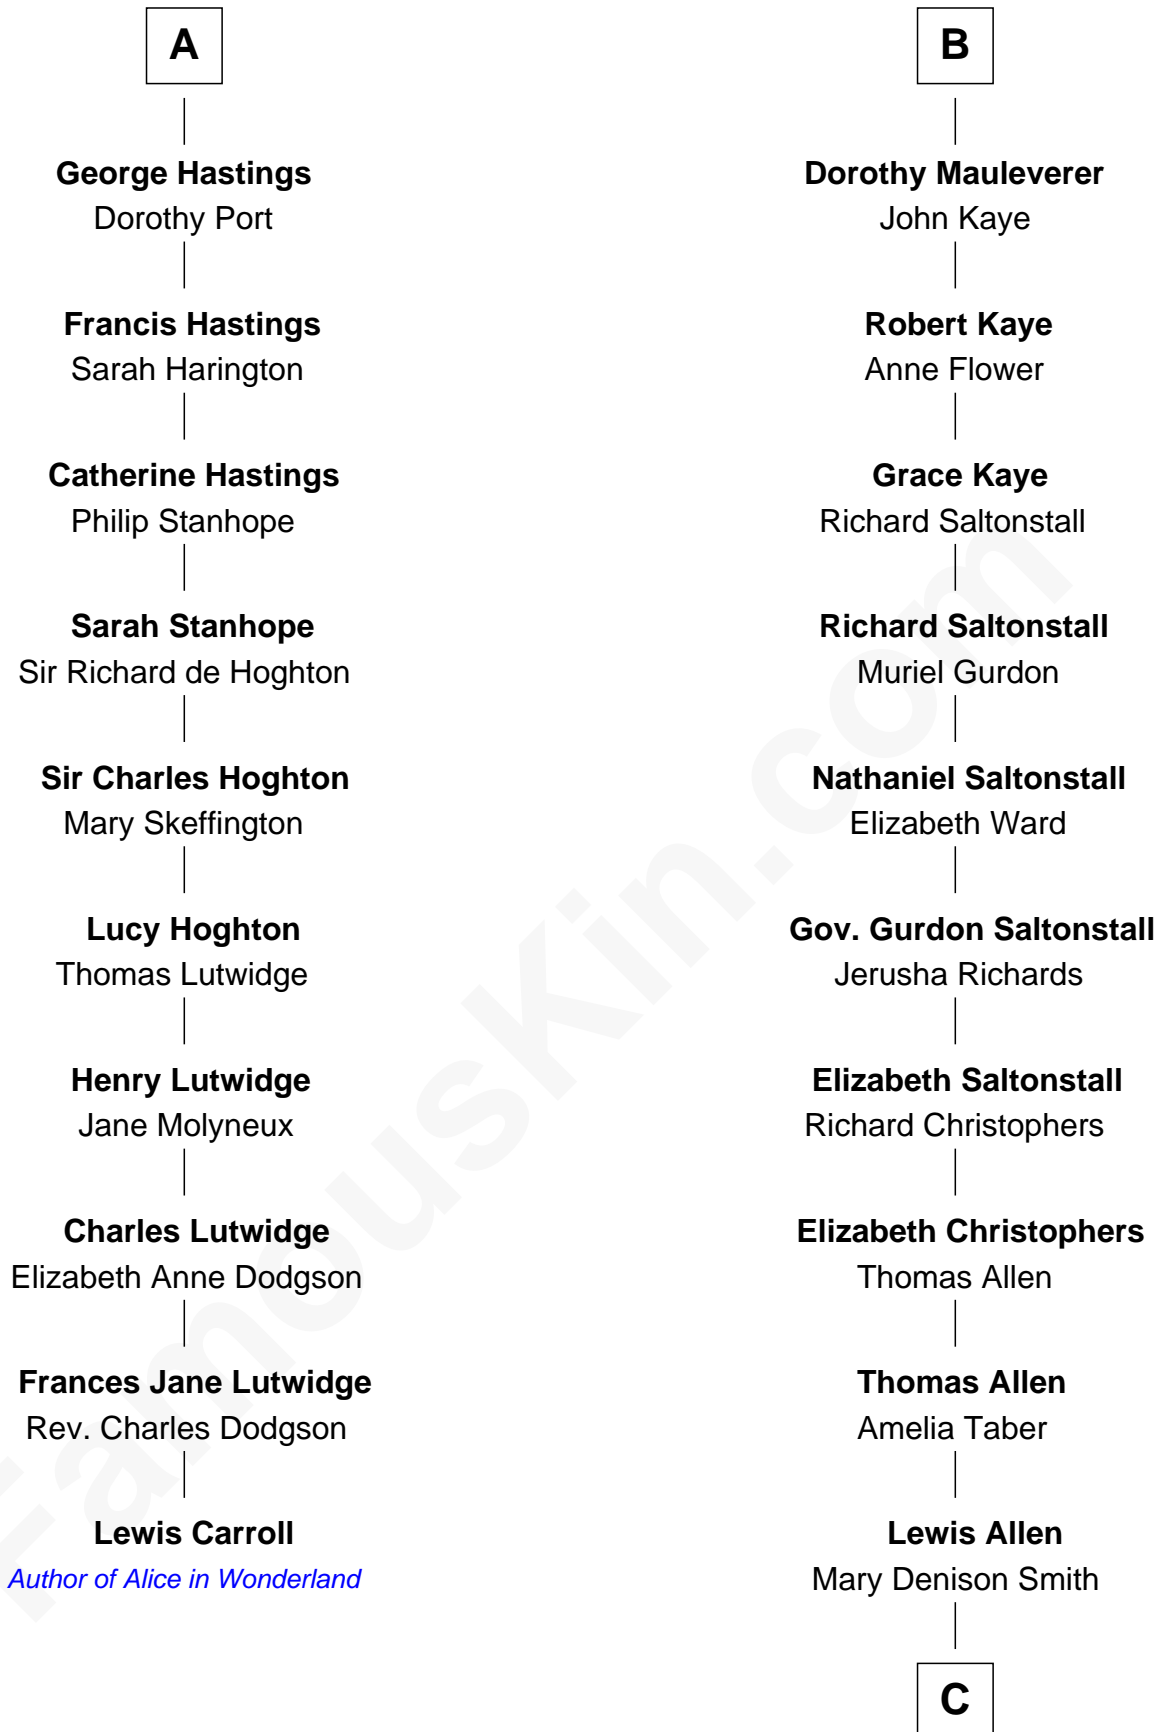 A
George Hastings
Dorothy Port
Francis Hastings
Sarah Harington
Catherine Hastings
Philip Stanhope
Sarah Stanhope
Sir Richard de Hoghton
Sir Charles Hoghton
Mary Skeffington
Lucy Hoghton
Thomas Lutwidge
Henry Lutwidge
Jane Molyneux
Charles Lutwidge
Elizabeth Anne Dodgson
Frances Jane Lutwidge
Rev. Charles Dodgson
Lewis Carroll
Author of Alice in Wonderland
B
Dorothy Mauleverer
John Kaye
Robert Kaye
Anne Flower
Grace Kaye
Richard Saltonstall
Richard Saltonstall
Muriel Gurdon
Nathaniel Saltonstall
Elizabeth Ward
Gov. Gurdon Saltonstall
Jerusha Richards
Elizabeth Saltonstall
Richard Christophers
Elizabeth Christophers
Thomas Allen
Thomas Allen
Amelia Taber
Lewis Allen
Mary Denison Smith
C
FamousKin.com